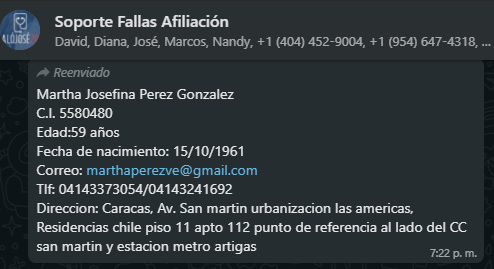 Soporte Fallas Afiliación
David, Diana, José, Marcos, Nandy, +1 (404) 452-9004, +1 (954) 647-4318, ...
Reenviado
Martha Josefina Perez Gonzalez
C.I. 5580480
Edad:59 años
Fecha de nacimiento: 15/10/1961
Correo: marthaperezve@gmail.com
Tlf: 04143373054/04143241692
Direccion: Caracas, Av. San martin urbanizacion las americas,
Residencias chile piso 11 apto 112 punto de referencia al lado del CC
san martin y estacion metro artigas
7:22 p. m.